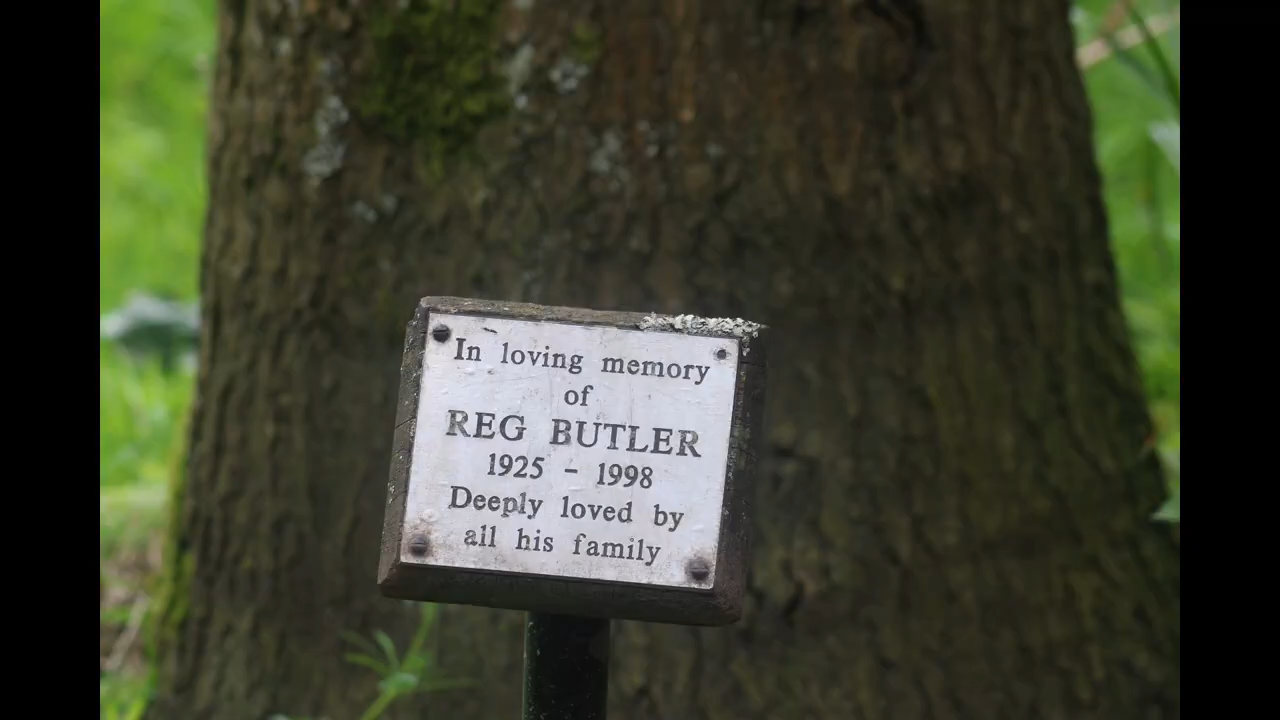 In loving memory
of
REG BUTLER
1925 - 1998
Deeply loved by
all his family